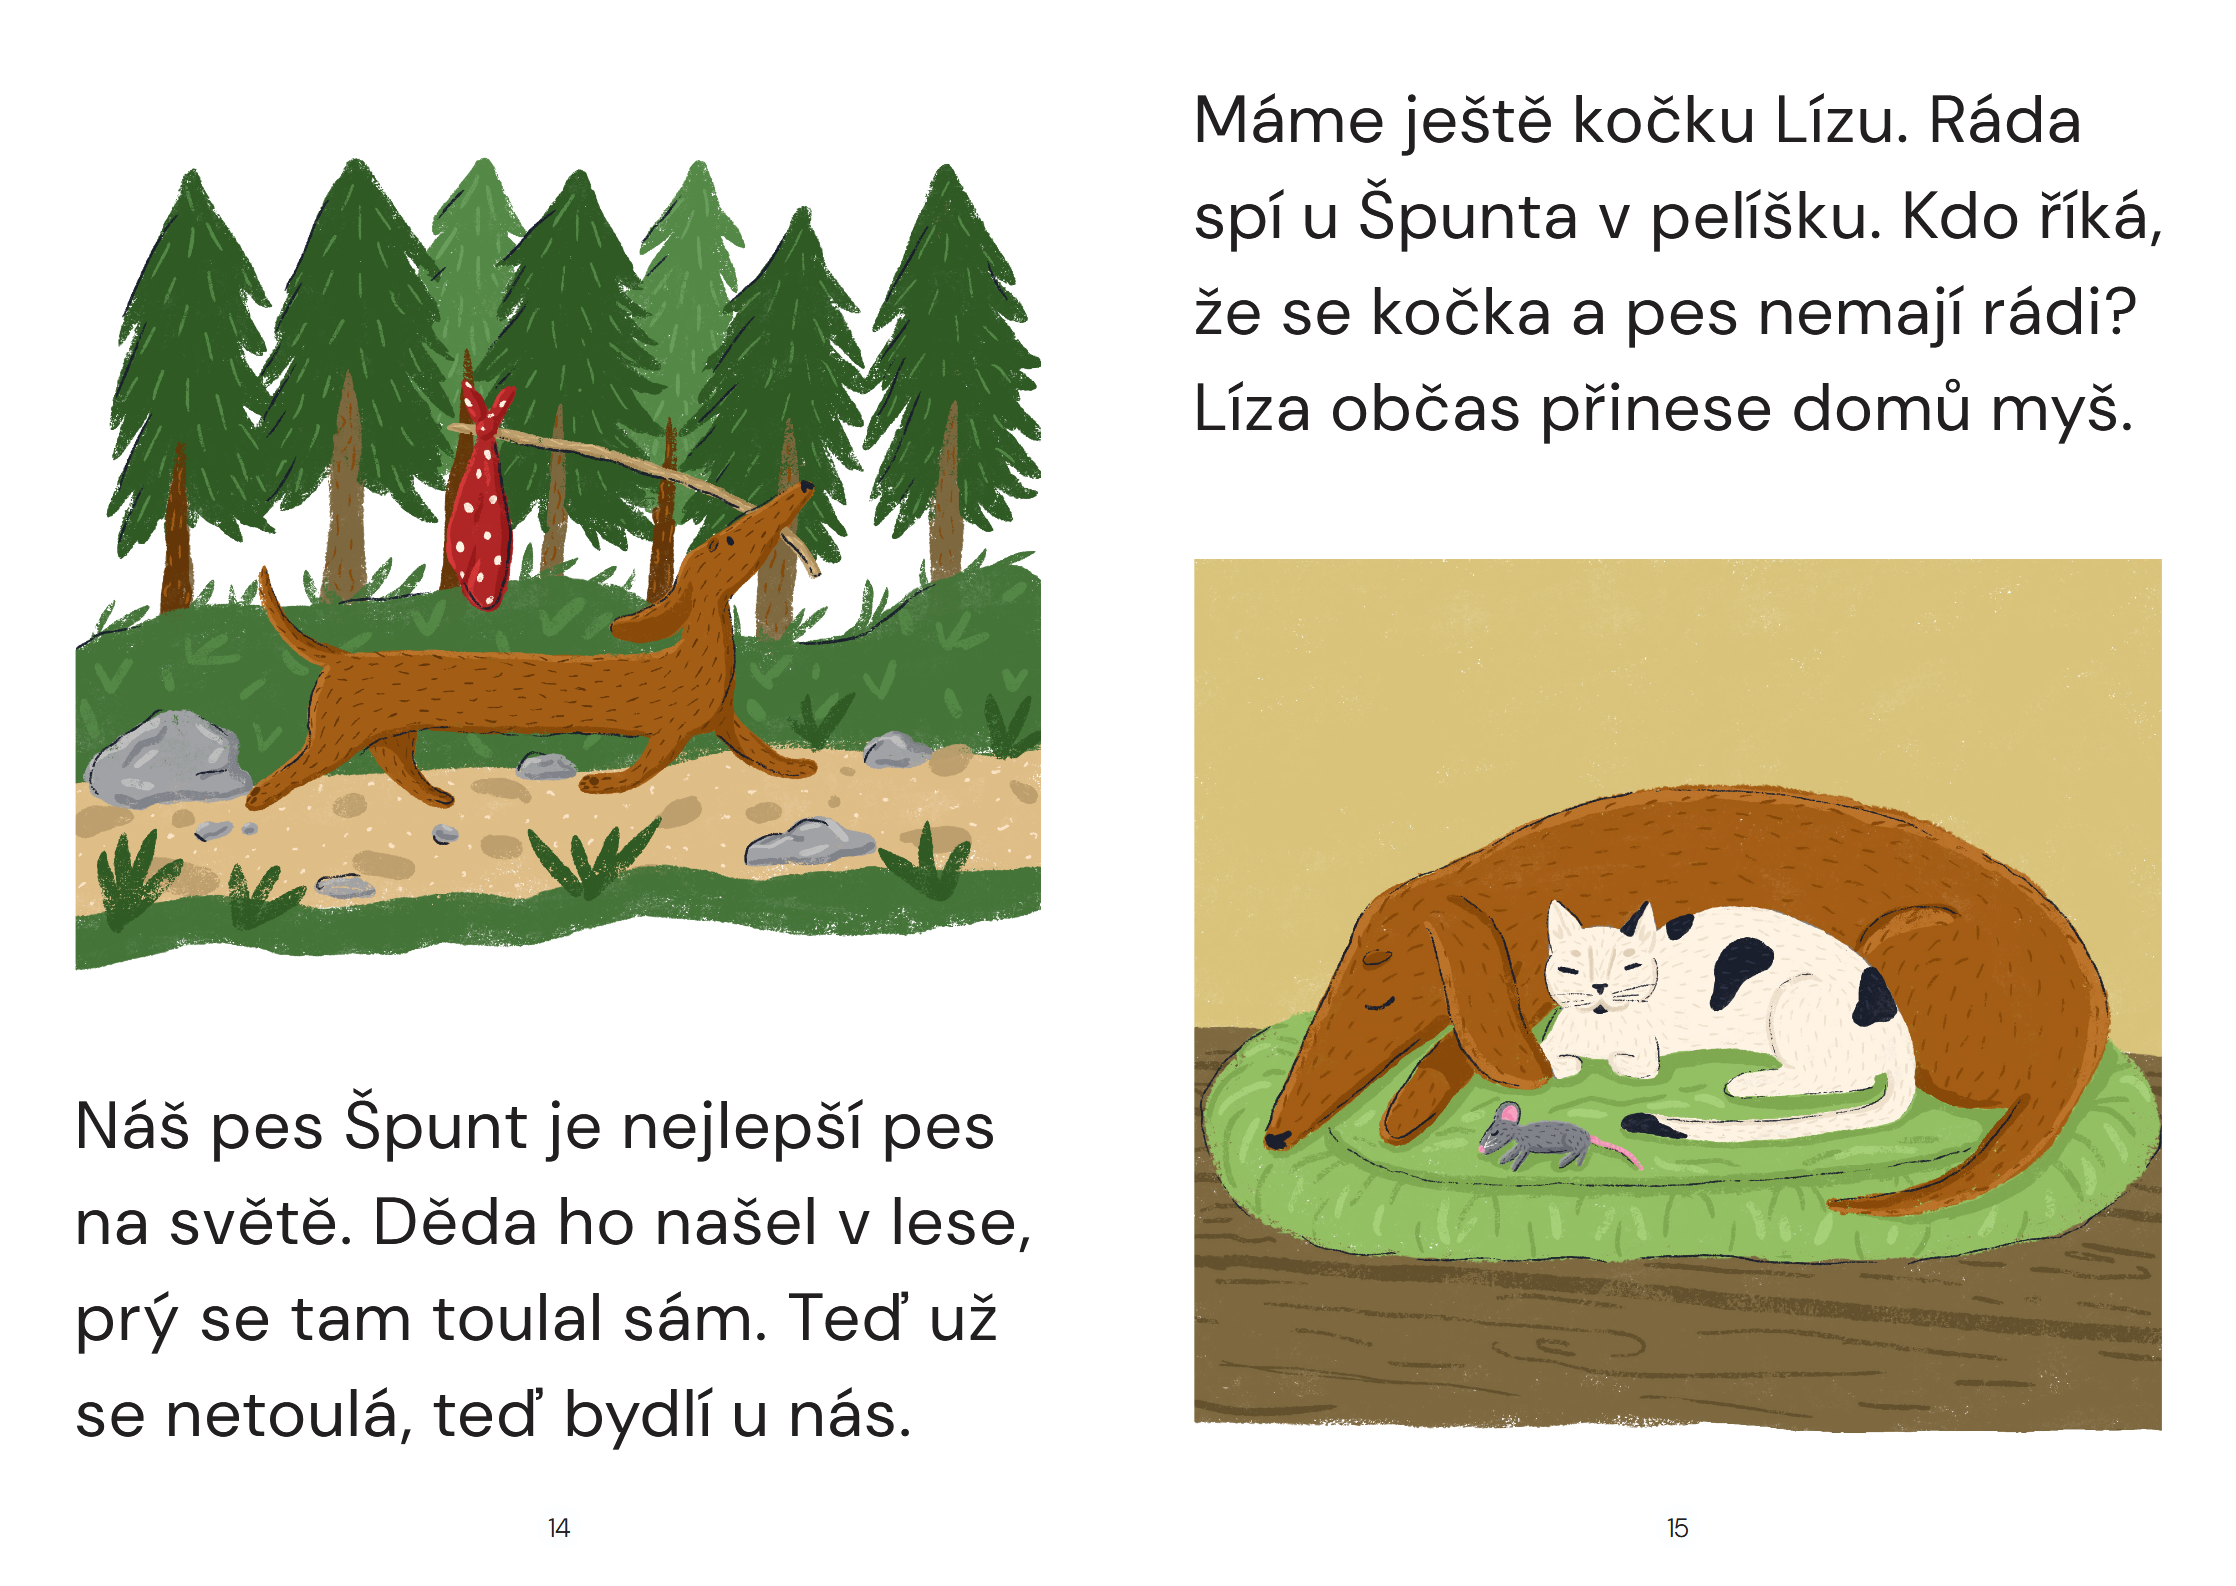 Náš pes Špunt je nejlepší pes
na světě. Děda ho našel v lese,
prý se tam toulal sám. Teď už
se netoulá, teď bydlí u nás.
14
Máme ještě kočku Lízu. Ráda
spí u Špunta v pelíšku. Kdo říká,
že se kočka a pes nemají rádi?
Líza občas přinese domů myš.
15